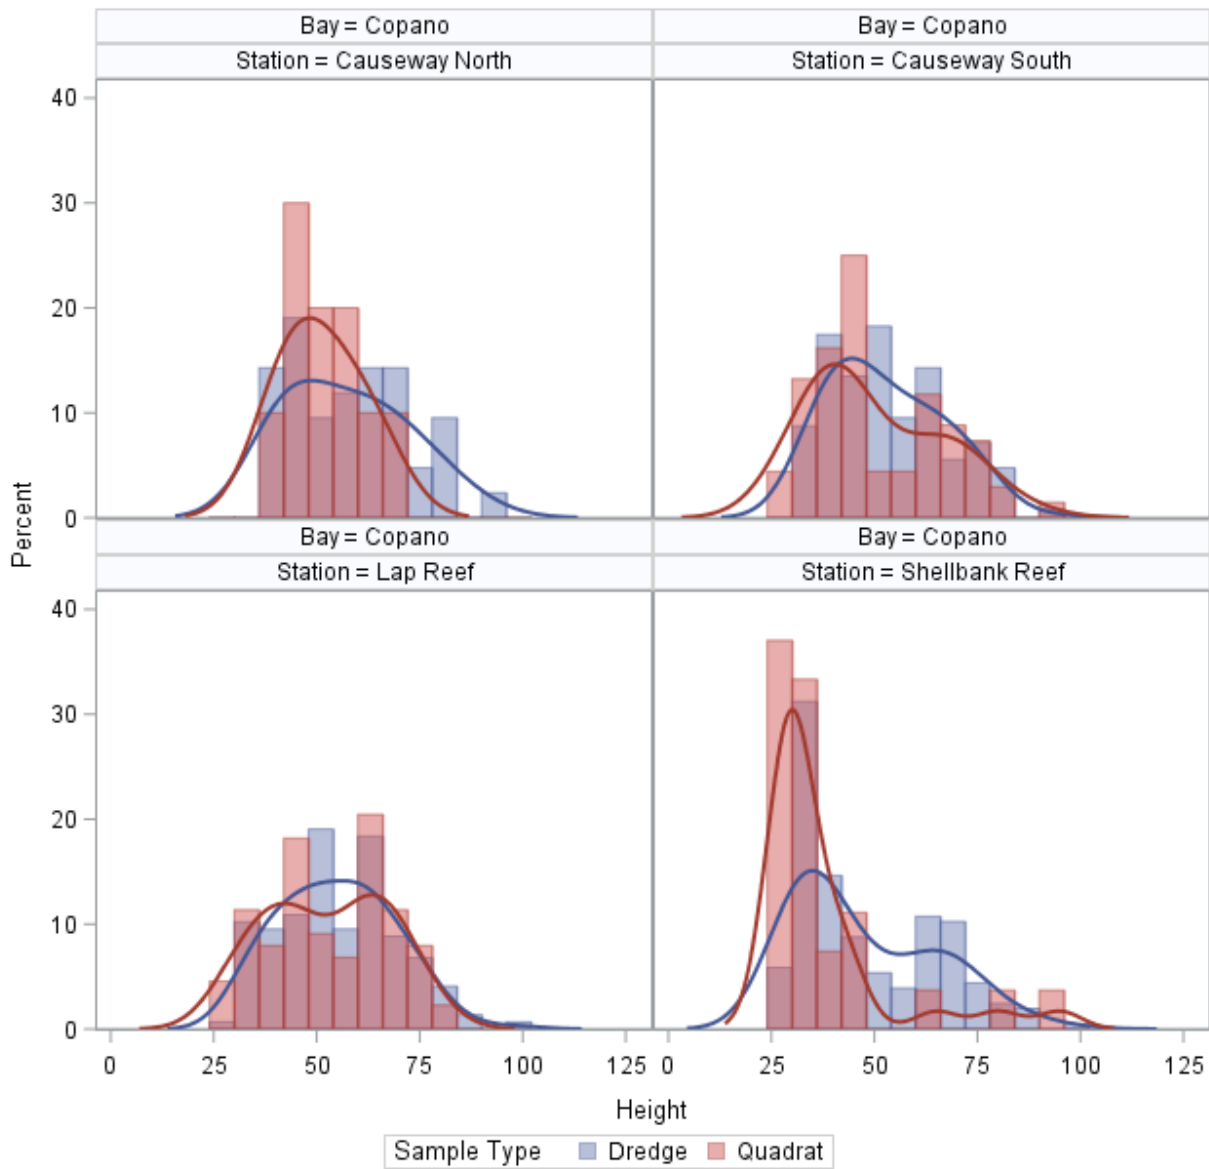 Bay = Copano
Bay = Copano
Station = Causeway North
Station = Causeway South
40
30
20
10
0
Bay = Copano
Bay = Copano
Station = Lap Reef
Station = Shellbank Reef
40
30
20
10
0
Percent
0 25 50 75 100 125
0 25 50 75 100 125
Height
Sample Type Dredge Quadrat